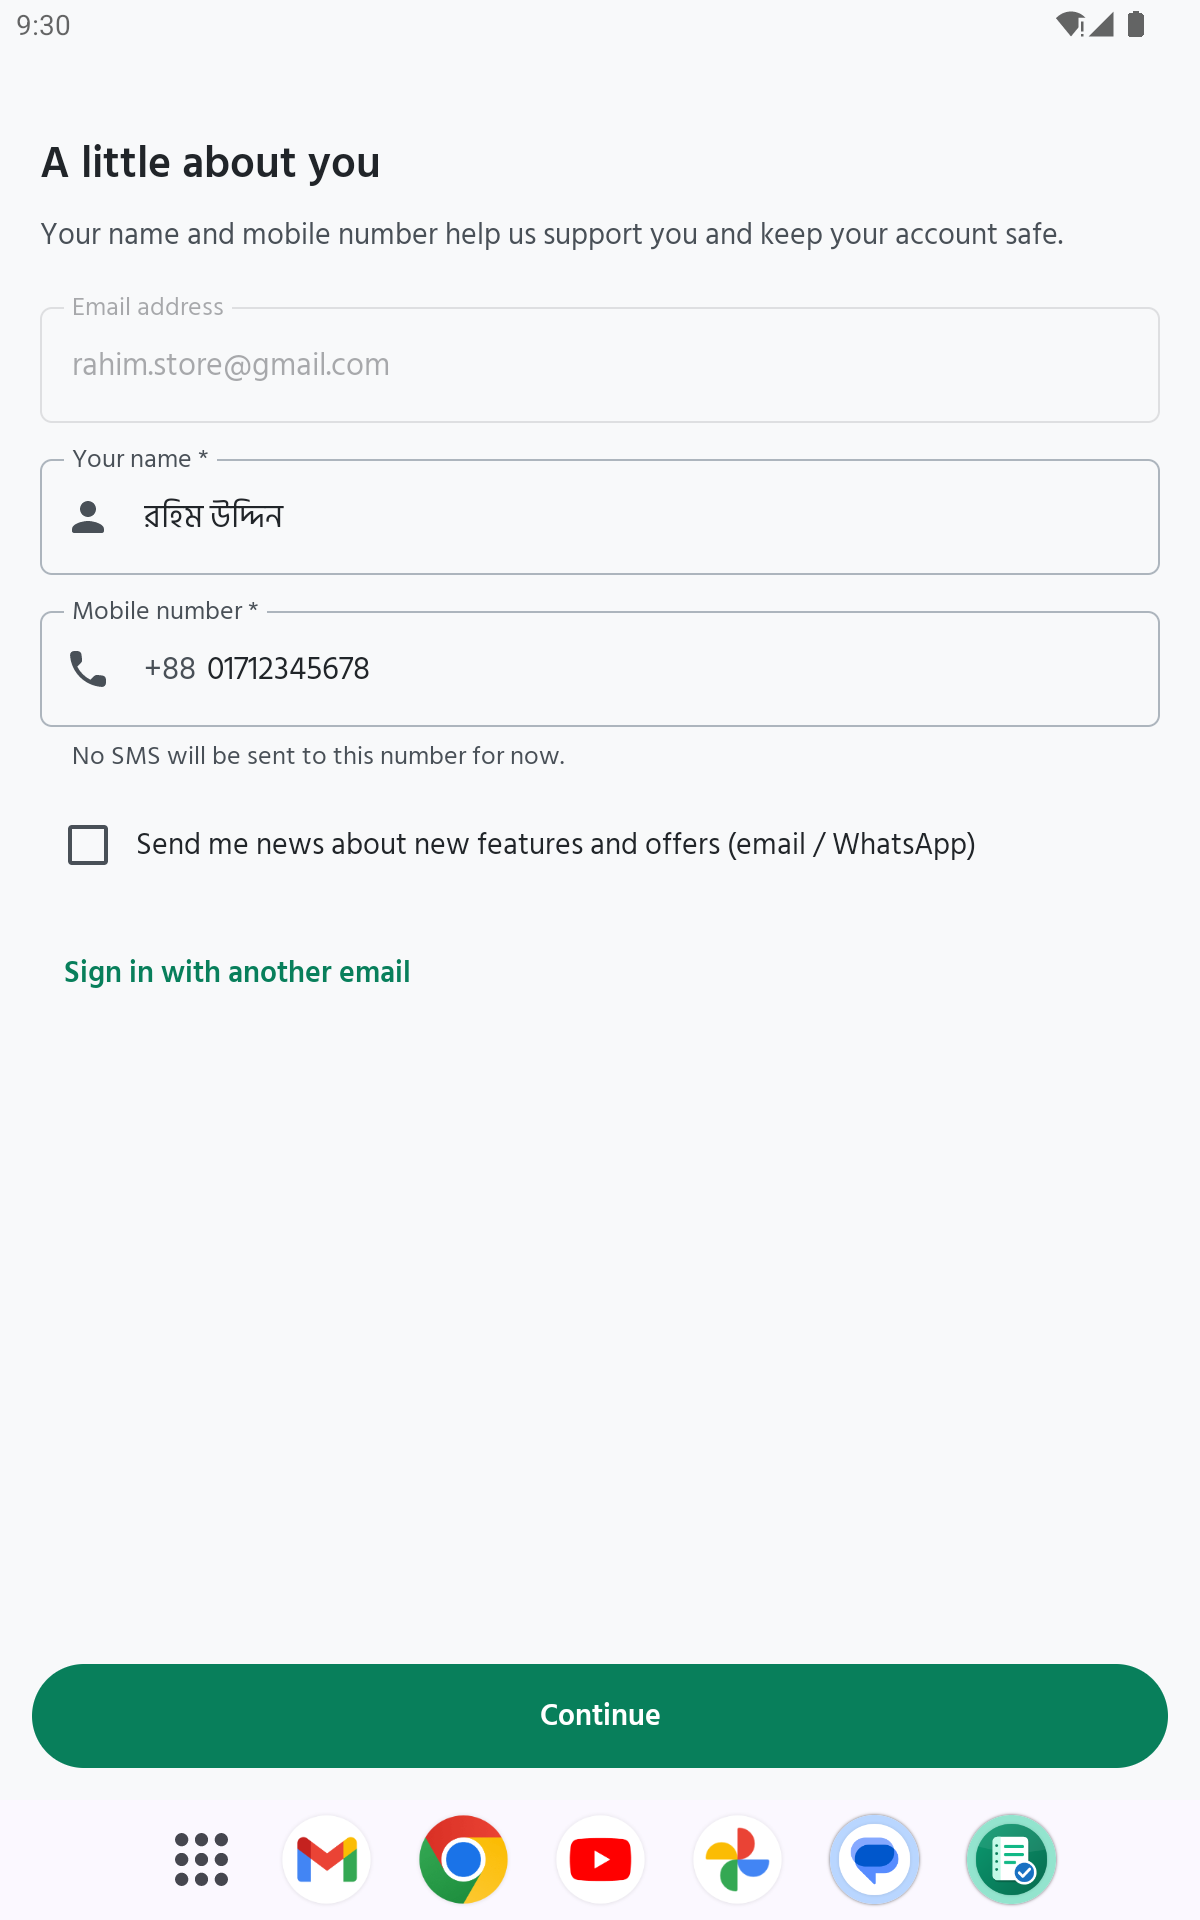 9:30
A little about you
Your name and mobile number help us support you and keep your account safe.
Email address
rahim.store@gmail.com
Your name *
রহিম উদ্দিন
Mobile number *
+88 01712345678
No SMS will be sent to this number for now.
Send me news about new features and offers (email / WhatsApp)
Sign in with another email
Continue